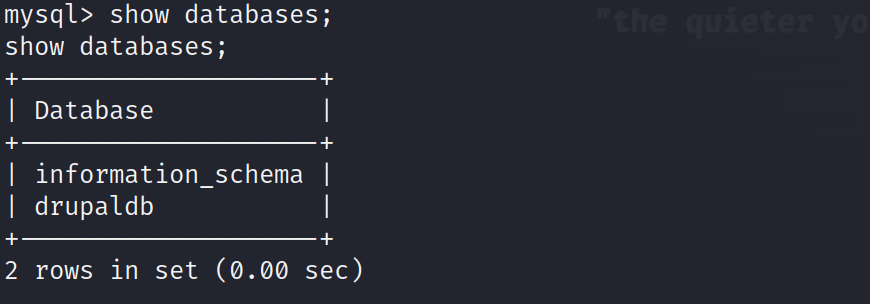 mysql> show databases;
"the quieter yo
show databases;
+--------------------+
| Database           |
+--------------------+
| information_schema |
| drupaldb           |
+--------------------+
2 rows in set (0.00 sec)